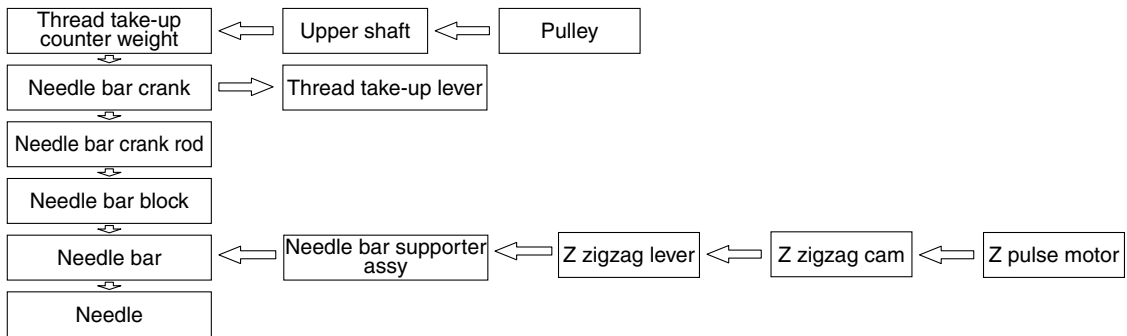 Thread take-up
counter weight
Upper shaft
Pulley
Needle bar crank
Thread take-up lever
Needle bar crank rod
Needle bar block
Needle bar
Needle bar supporter
assy
Z zigzag lever
Z zigzag cam
Z pulse motor
Needle